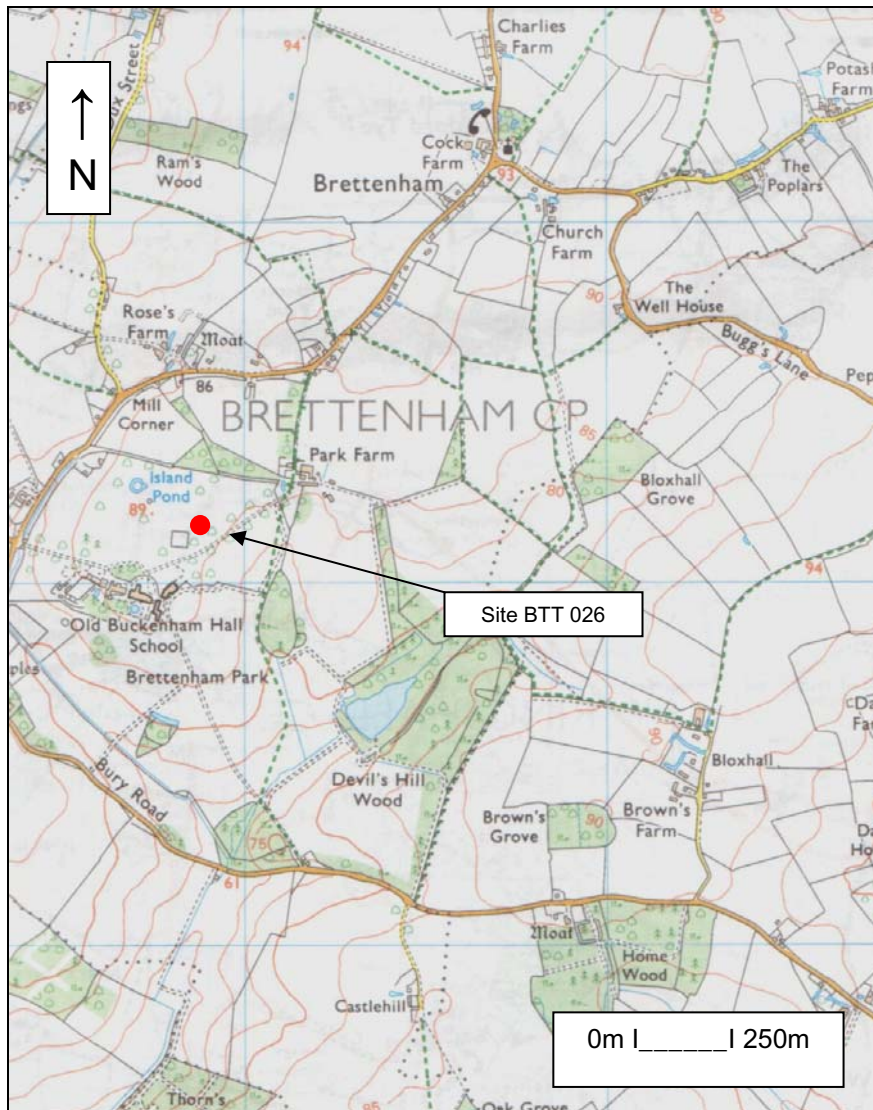 Charlies
Farm
94
90
Potash
Farm
↑
N
Ram's
Wood
Cock
Farm
Brettenham
93
The
Poplars
Church
Farm
Rose's
Farm
Moat
90
The
Well House
Bugg's Lane
86
Mill
Corner
BRETTENHAM CP
Park Farm
85
80
Bloxhall
Grove
Island
Pond
89
94
Site BTT 026
Old Buckenham Hall
School
Brettenham Park
Bury Road
Devil's Hill
Wood
90
Bloxhall
Brown's
Grove
90
Brown's
Farm
75
61
Moat
Home
Wood
Castlehill
0m I______I 250m
Thorn's
95
Oak Grove